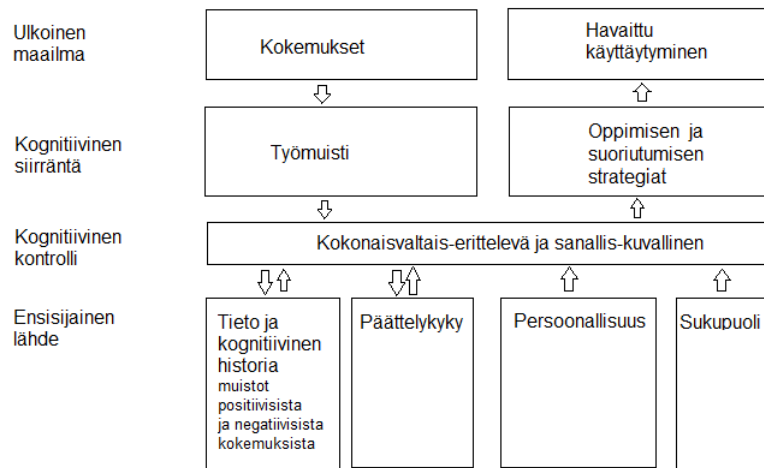 Ulkoinen
maailma
Kokemukset
Havaittu
käyttäytyminen
Kognitiivinen
siirräntä
Työmuisti
Oppimisen ja
suoriutumisen
strategiat
Kognitiivinen
kontrolli
Kokonaisvaltais-erittelevä ja sanallis-kuvallinen
Ensisijainen
lähde
Tieto ja
kognitiivinen
historia
muistot
positiivisista
ja negatiivisista
kokemuksista
Päättelykyky
Persoonallisuus
Sukupuoli